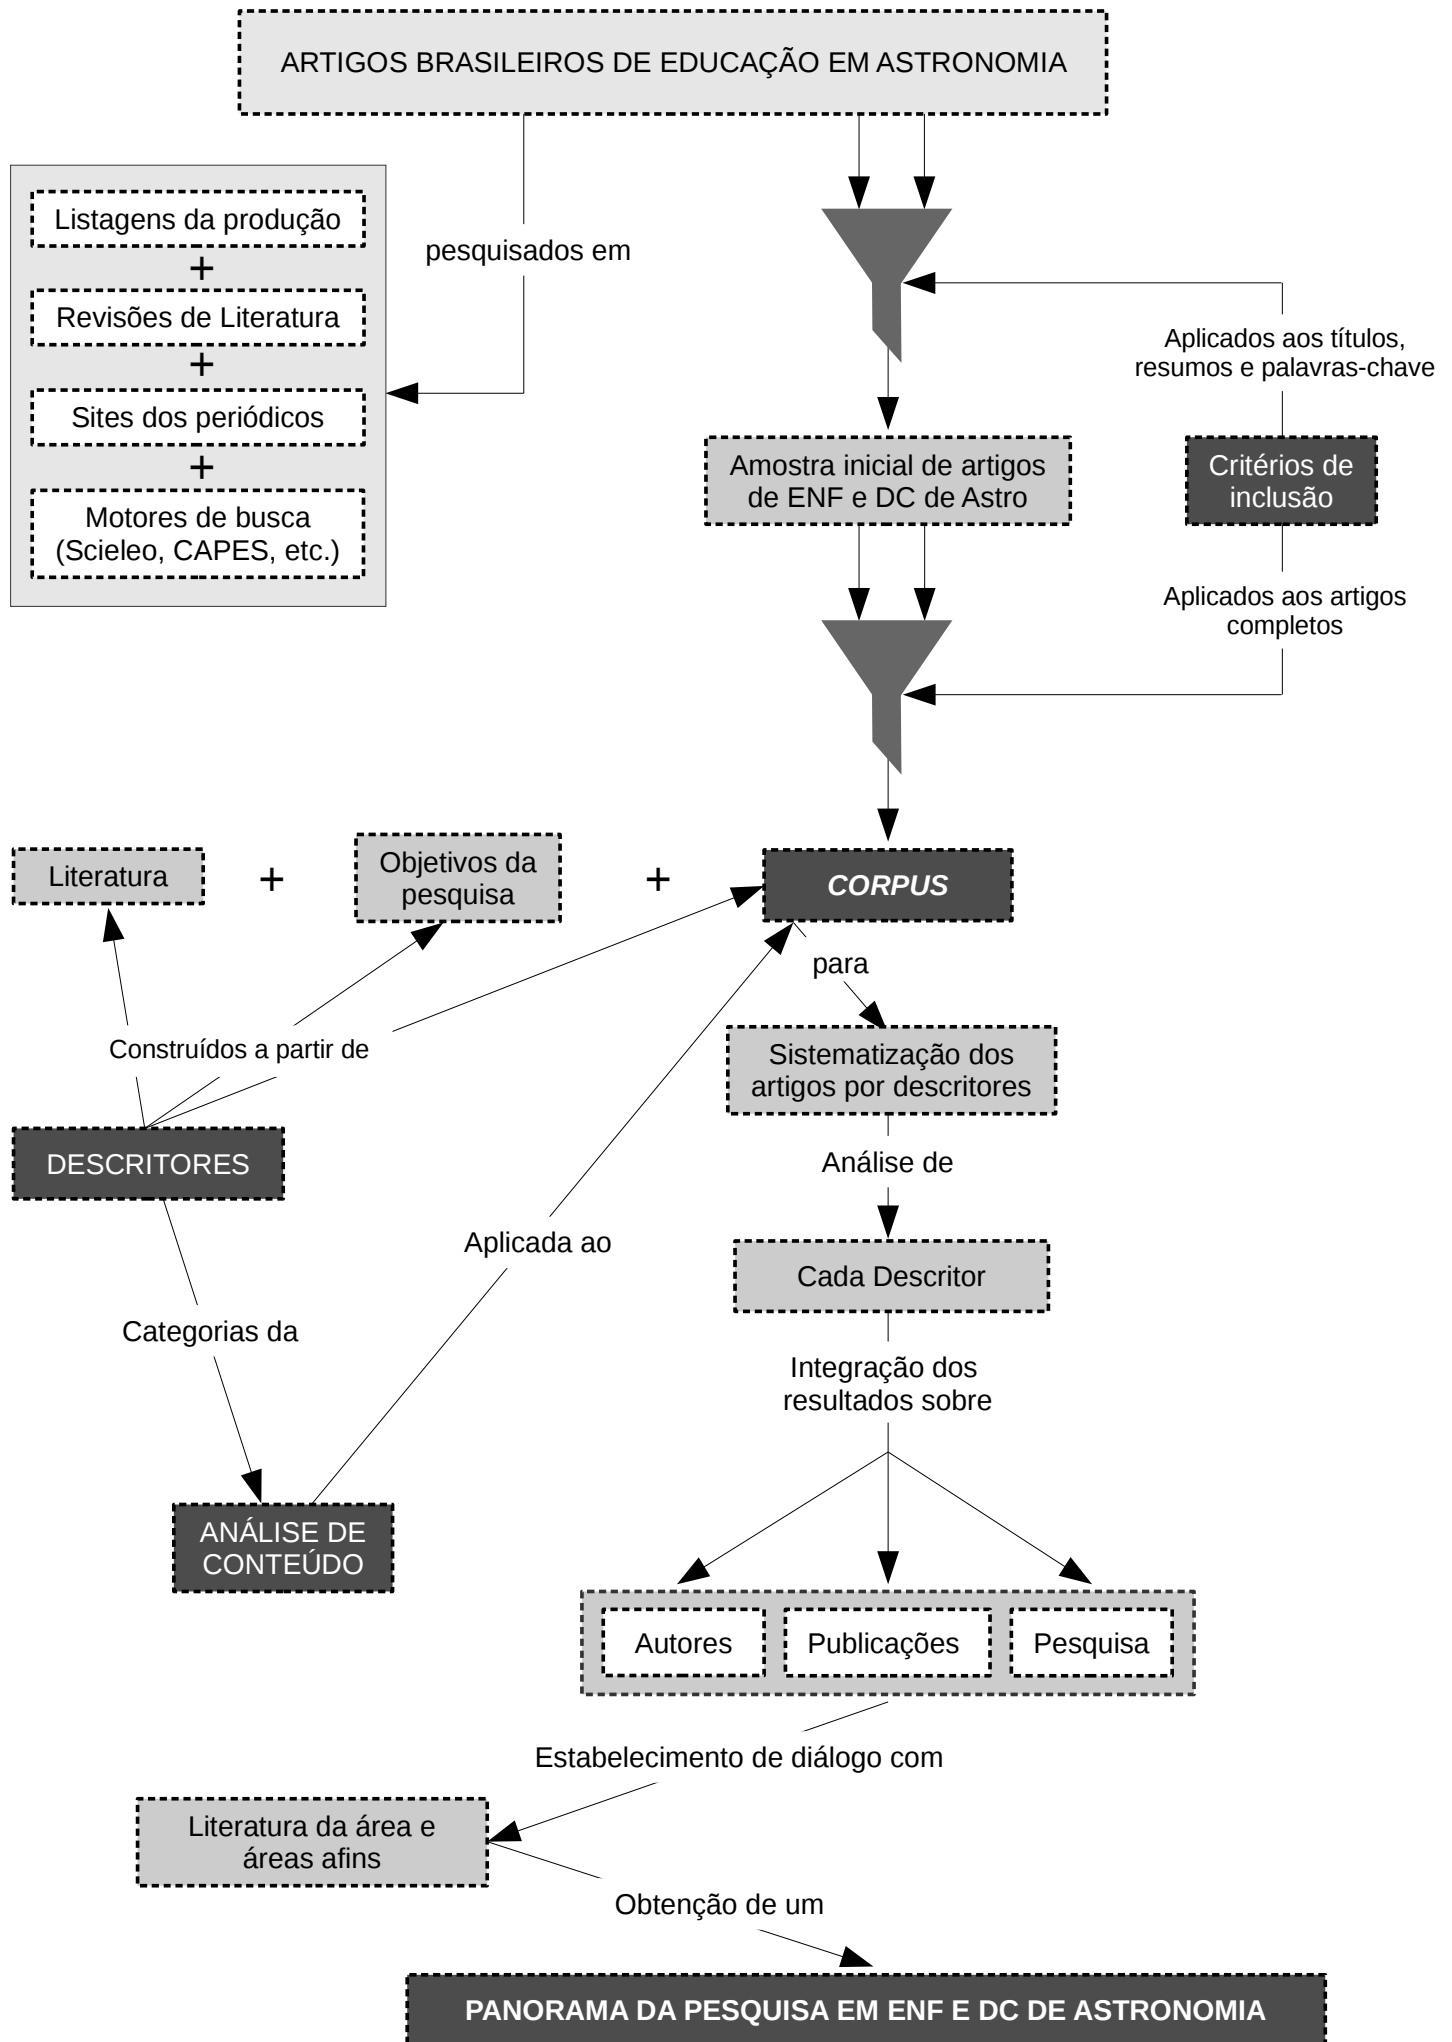 ARTIGOS BRASILEIROS DE EDUCAÇÃO EM ASTRONOMIA
Listagens da produção
+
Revisões de Literatura
+
Sites dos periódicos
+
Motores de busca
(Scieleo, CAPES, etc.)
pesquisados em
Aplicados aos títulos,
resumos e palavras-chave
Amostra inicial de artigos
de ENF e DC de Astro
Critérios de
inclusão
Aplicados aos artigos
completos
Literatura
+
Objetivos da
pesquisa
+
CORPUS
para
Construídos a partir de
Sistematização dos
artigos por descritores
DESCRITORES
Análise de
Aplicada ao
Cada Descritor
Categorias da
Integração dos
resultados sobre
ANÁLISE DE
CONTEÚDO
Autores
Publicações
Pesquisa
Estabelecimento de diálogo com
Literatura da área e
áreas afins
Obtenção de um
PANORAMA DA PESQUISA EM ENF E DC DE ASTRONOMIA